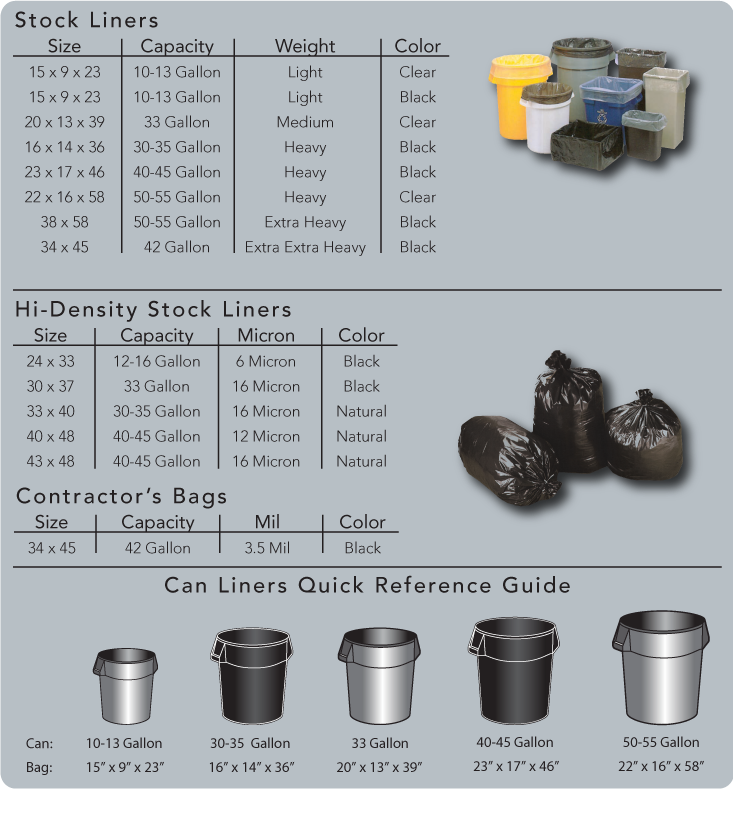 Stock Liners
Size Capacity Weight Color
15 x 9 x 23 10-13 Gallon Light Clear
15 x 9 x 23 10-13 Gallon Light Black
20 x 13 x 39 33 Gallon Medium Clear
16 x 14 x 36 30-35 Gallon Heavy Black
23 x 17 x 46 40-45 Gallon Heavy Black
22 x 16 x 58 50-55 Gallon Heavy Clear
38 x 58 50-55 Gallon Extra Heavy Black
34 x 45 42 Gallon Extra Extra Heavy Black
Hi-Density Stock Liners
Size Capacity Micron Color
24 x 33 12-16 Gallon 6 Micron Black
30 x 37 33 Gallon 16 Micron Black
33 x 40 30-35 Gallon 16 Micron Natural
40 x 48 40-45 Gallon 12 Micron Natural
43 x 48 40-45 Gallon 16 Micron Natural
Contractor’s Bags
Size Capacity Mil Color
34 x 45 42 Gallon 3.5 Mil Black
Can Liners Quick Reference Guide
Can: 10-13 Gallon 30-35 Gallon 33 Gallon 40-45 Gallon 50-55 Gallon
Bag: 15” x 9” x 23” 16” x 14” x 36” 20” x 13” x 39” 23” x 17” x 46” 22” x 16” x 58”